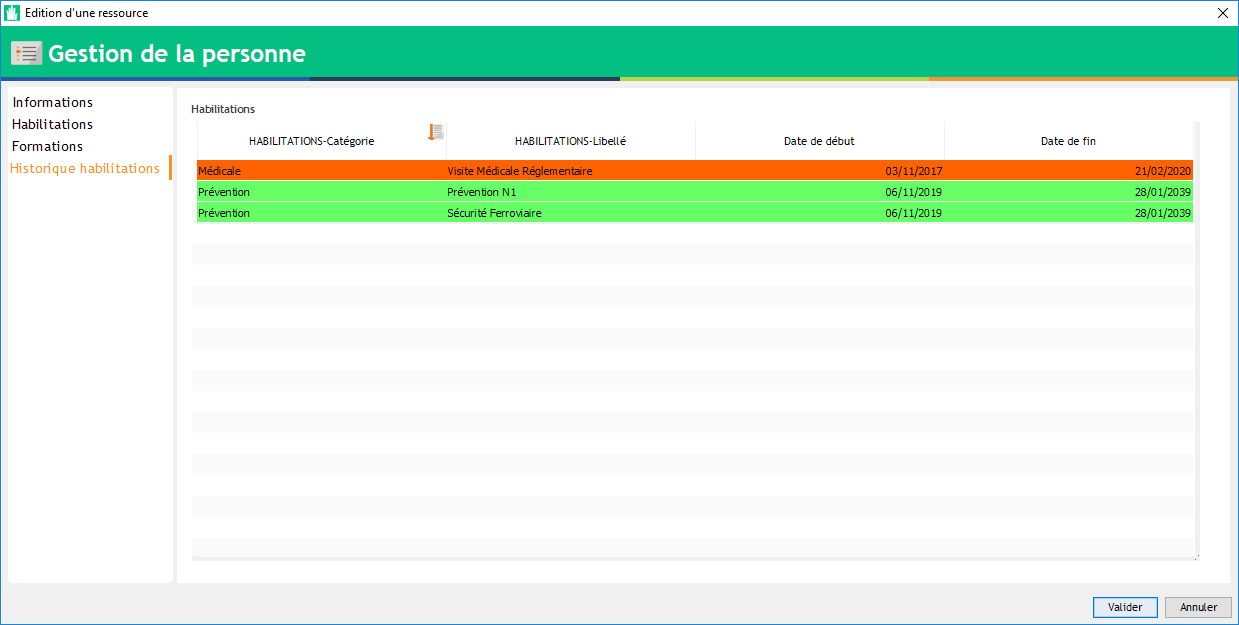 Edition d'une ressource
Gestion de la personne
Informations
Habilitations
Formations
Historique habilitations
Habilitations
HABILITATIONS-Catégorie HABILITATIONS-Libellé Date de début Date de fin
Médicale Visite Médicale Réglementaire 03/11/2017 21/02/2020
Prévention Prévention N1 06/11/2019 28/01/2039
Prévention Sécurité Ferroviaire 06/11/2019 28/01/2039
Valider Annuler